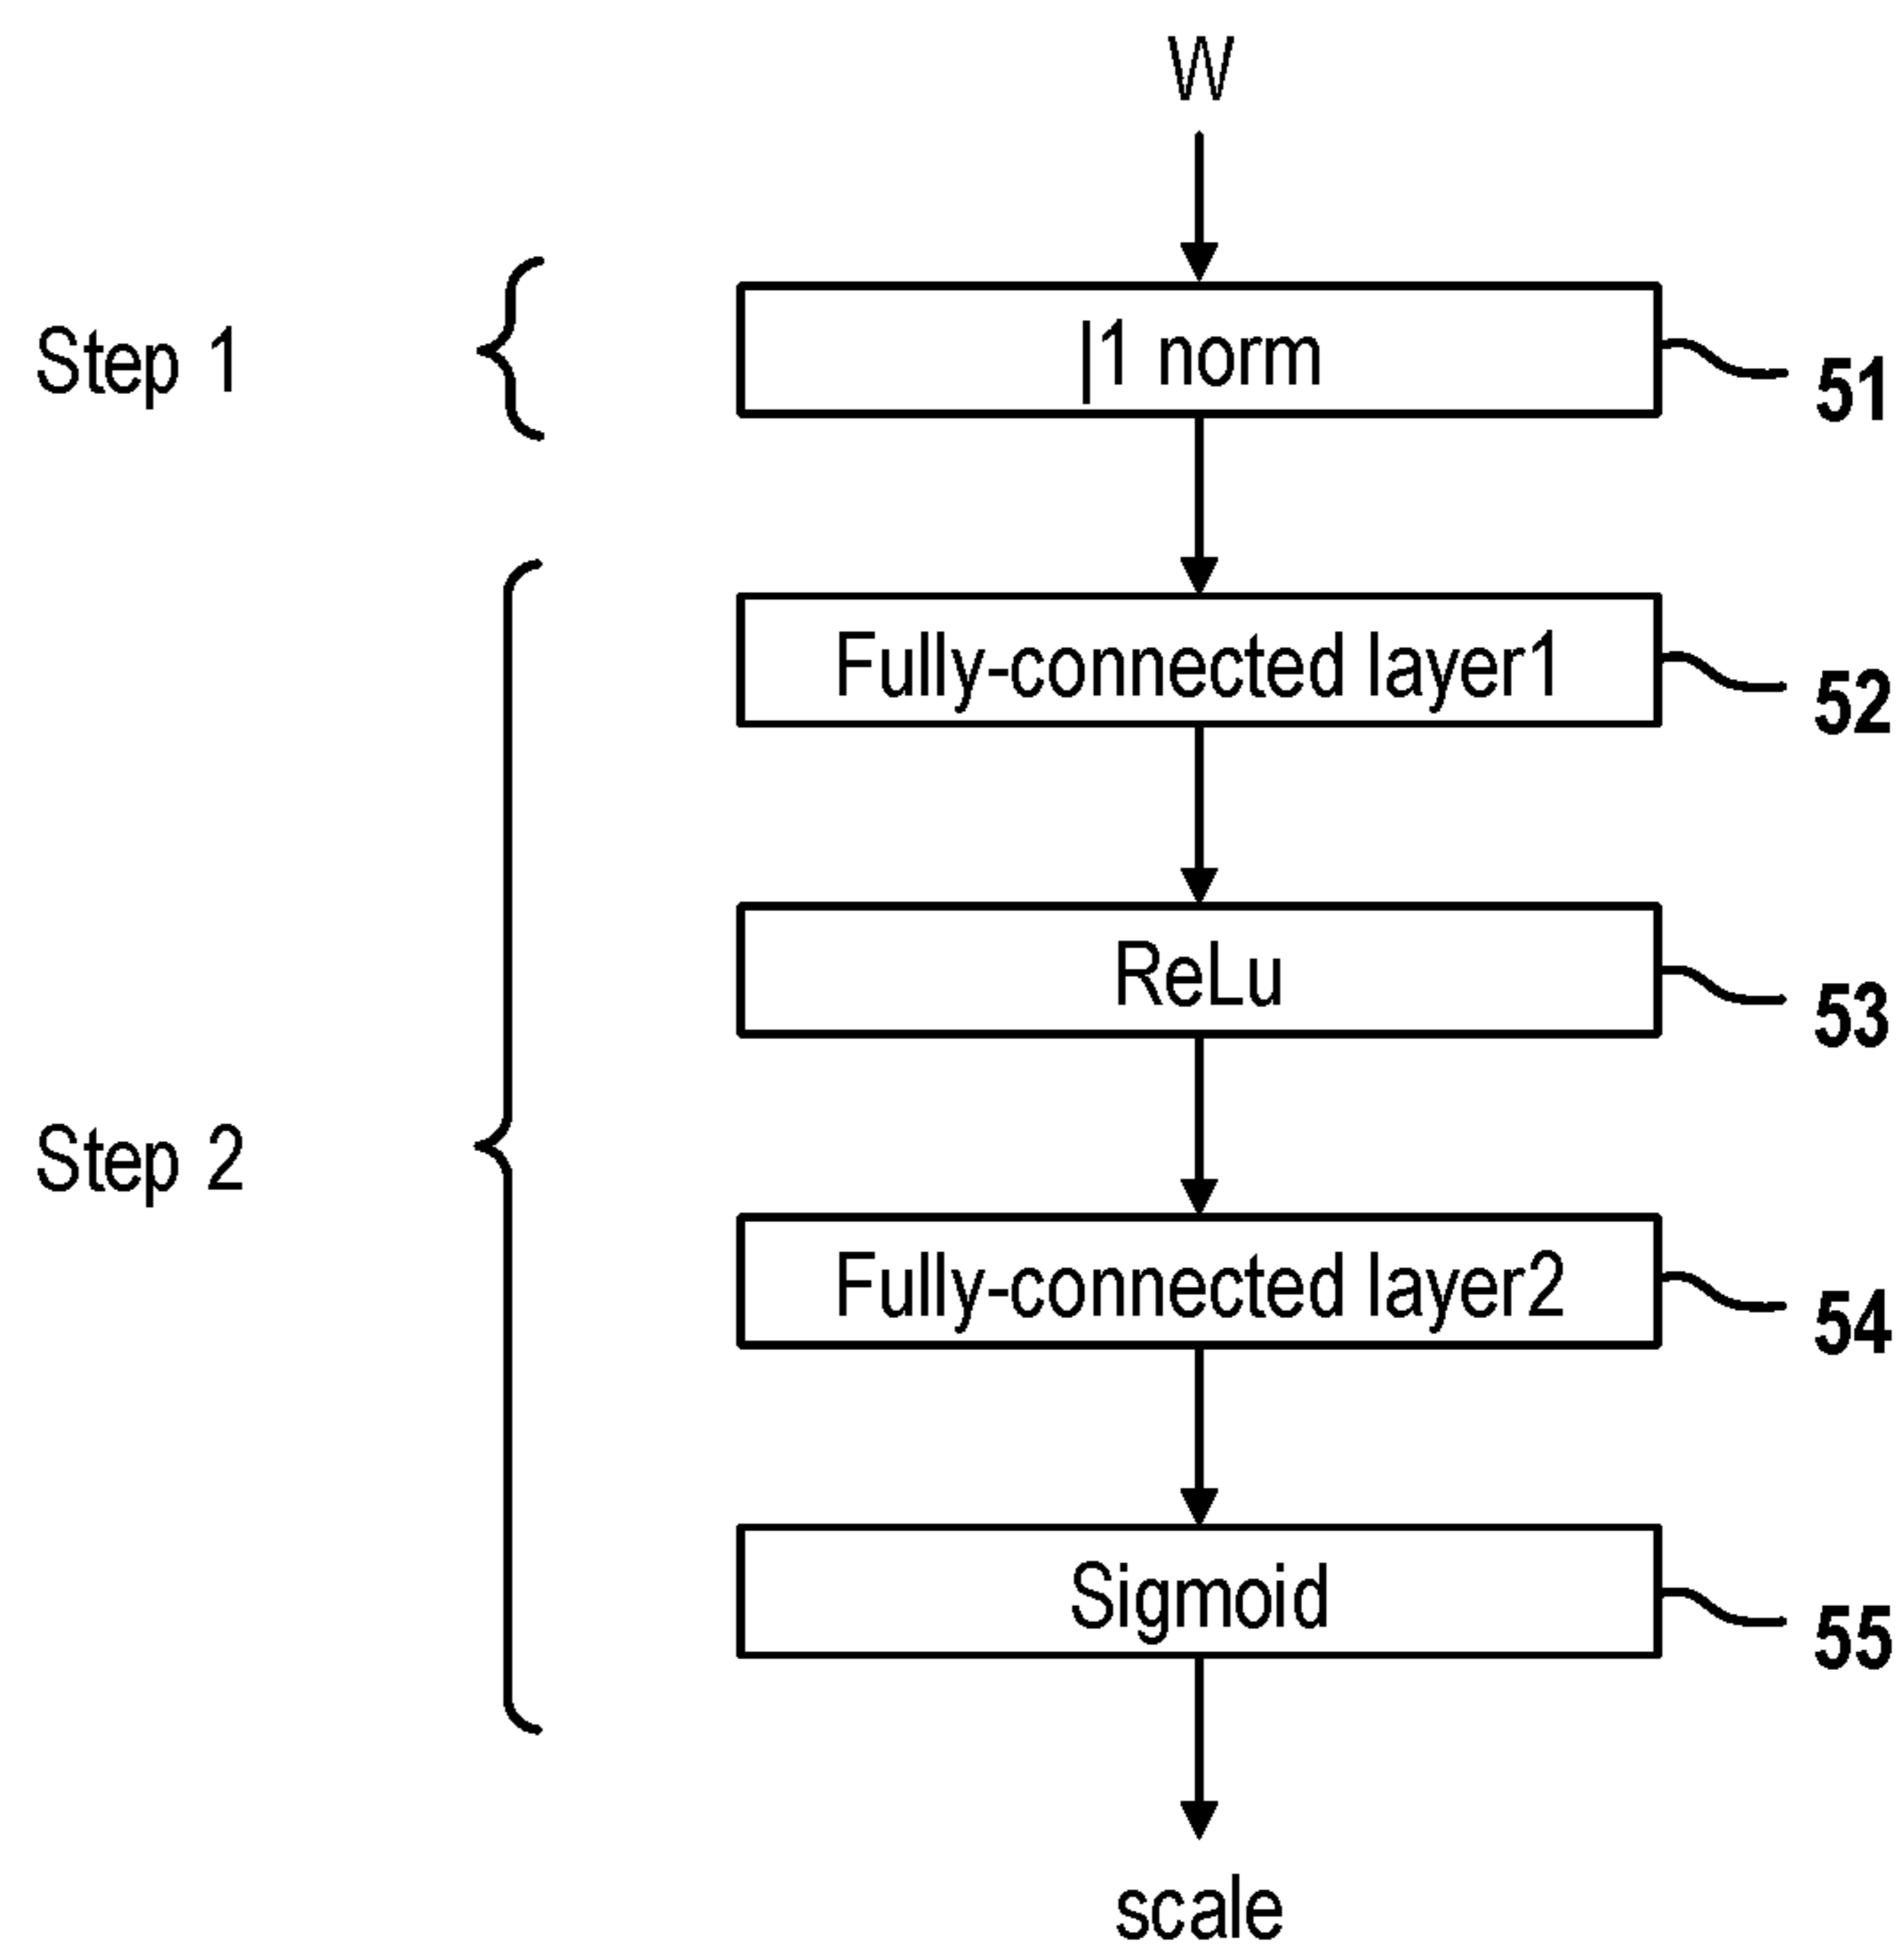 W
Step 1
|1 norm
51
Fully-connected layer1
52
ReLu
53
Step 2
Fully-connected layer2
54
Sigmoid
55
scale